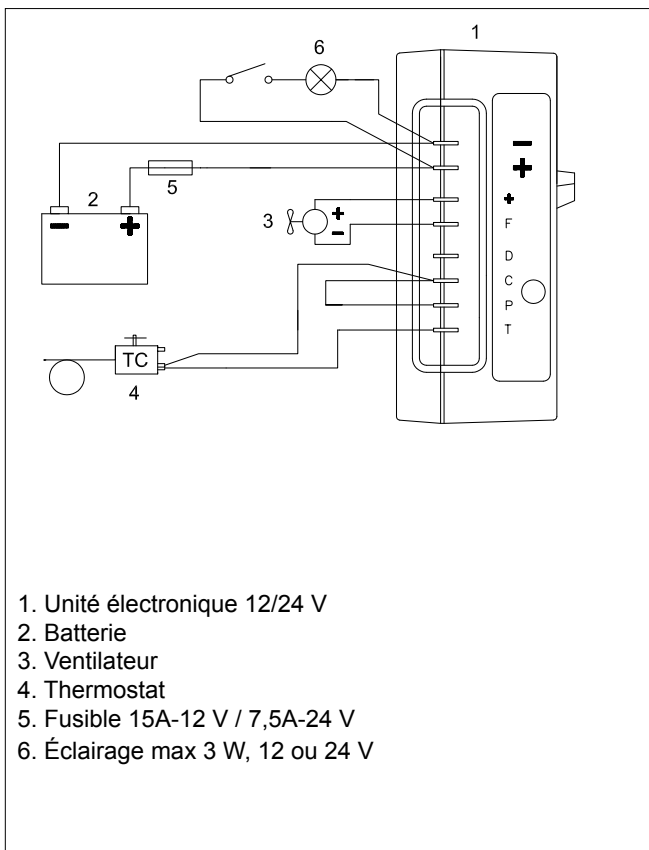 1
6
−
+
5
2
− +
+
F
3
+
−
D
C
P
T
TC
4
1. Unité électronique 12/24 V
2. Batterie
3. Ventilateur
4. Thermostat
5. Fusible 15A-12 V / 7,5A-24 V
6. Éclairage max 3 W, 12 ou 24 V